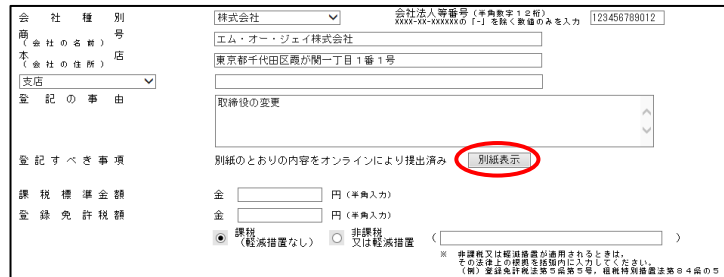 会社種別 株式会社 会社法人等番号（半角数字１２桁） XXXX-XX-XXXXXXの「-」を除く数値のみを入力 123456789012
商号（会社の名前） エム・オー・ジェイ株式会社
本店（会社の住所） 東京都千代田区霞が関一丁目１番１号
支店
登記の事由 取締役の変更
登記すべき事項 別紙のとおりの内容をオンラインにより提出済み 別紙表示
課税標準金額 金 円（半角入力）
登録免許税額 金 円（半角入力）
課税（軽減措置なし） 非課税又は軽減措置 （ ）
※ 非課税又は軽減措置が適用されるときは，
その法律上の根拠を括弧内に入力してください。
（例）登録免許税法第５条第５号，租税特別措置法第８４条の５